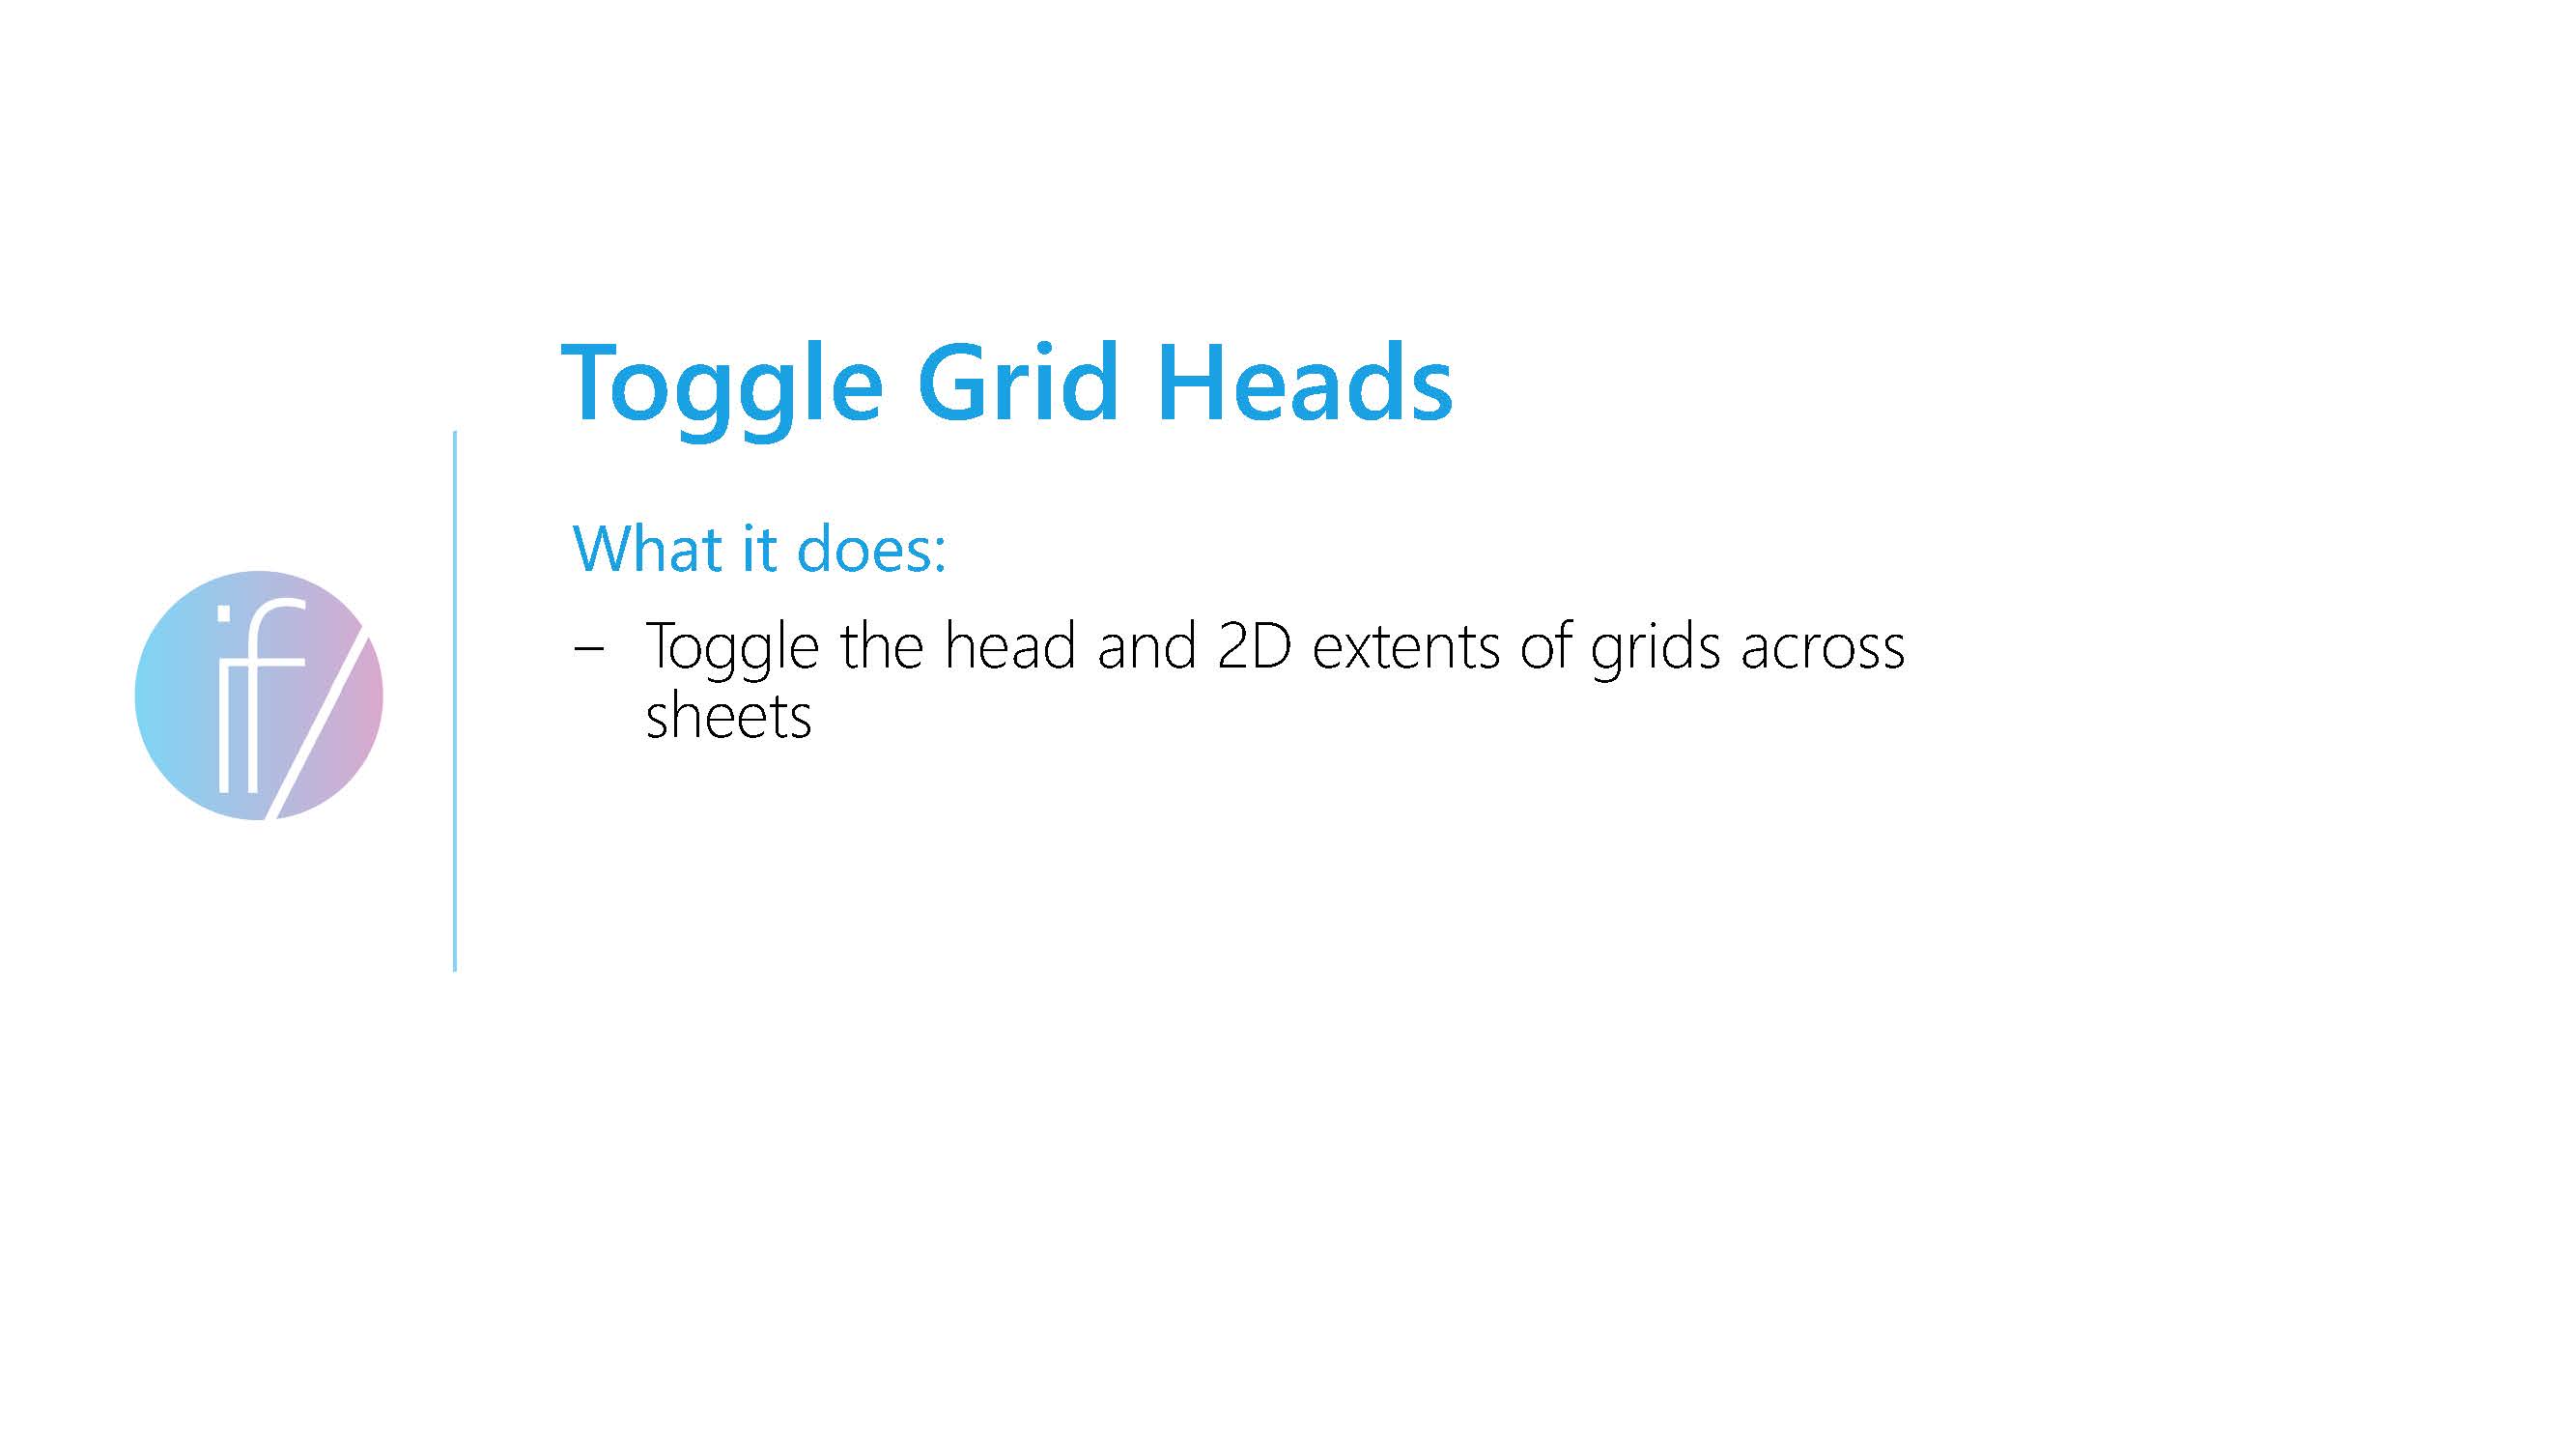 Toggle Grid Heads
What it does:
– Toggle the head and 2D extents of grids across
sheets
if/